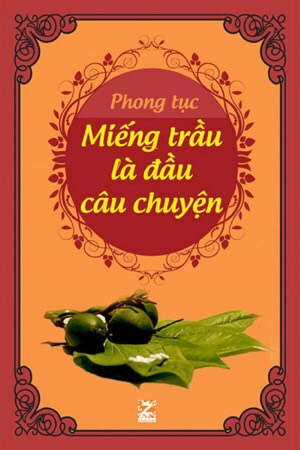 Phong tục
Miếng trầu
là đầu
câu chuyện